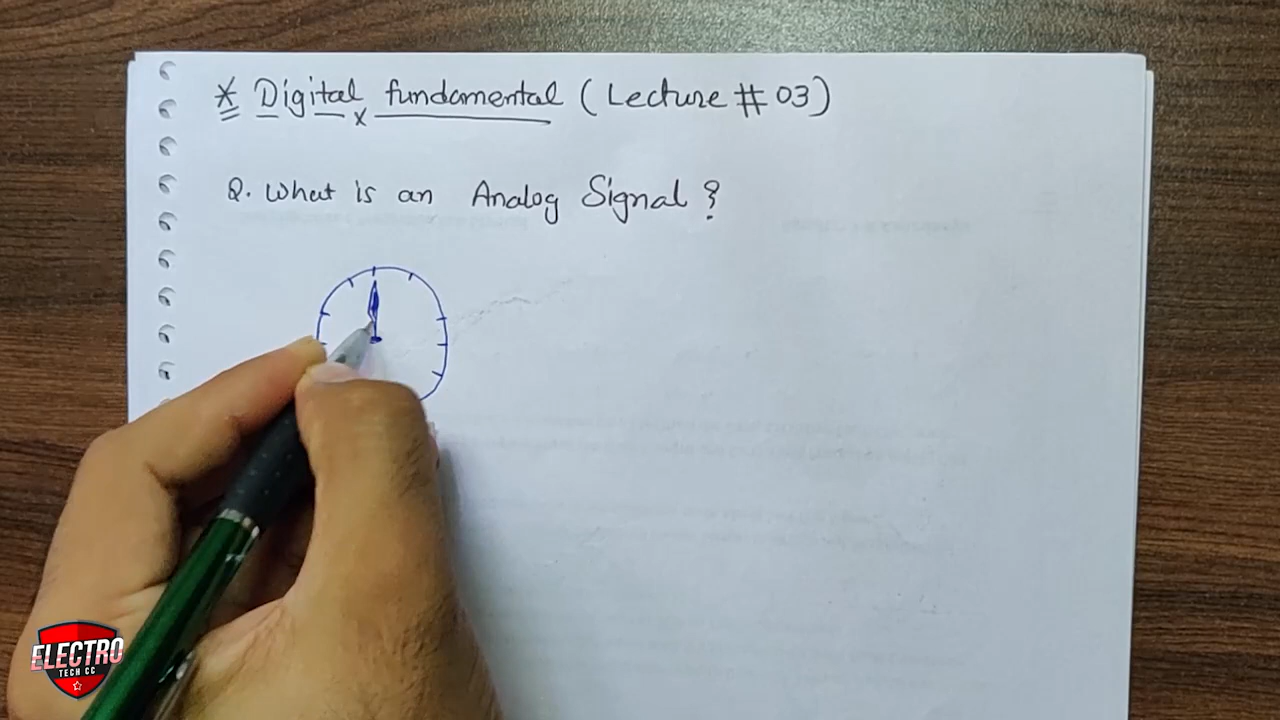 * Digital fundamental (Lecture # 03)
x
Q. What is an Analog Signal ?
ELECTRO
TECH CC